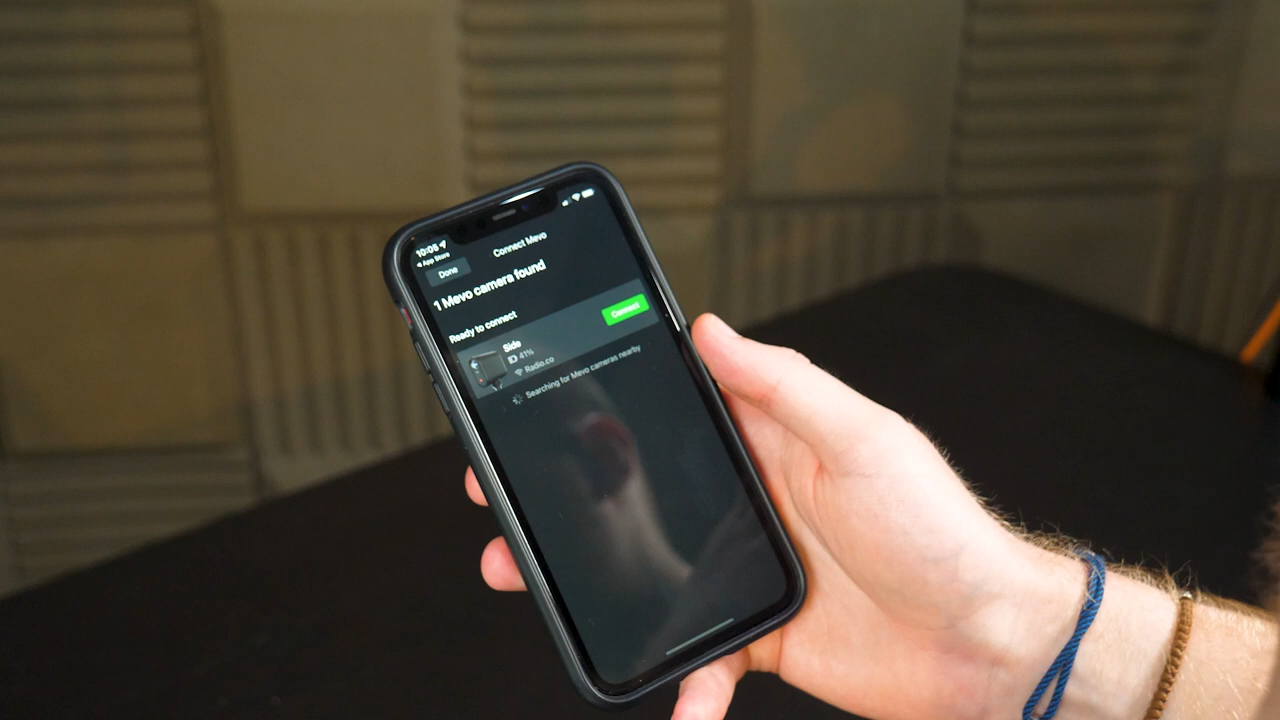 10:05
App Store
Done
Connect Mevo
1 Mevo camera found
Ready to connect
Side
Connect
41%
Radio.co
Searching for Mevo cameras nearby